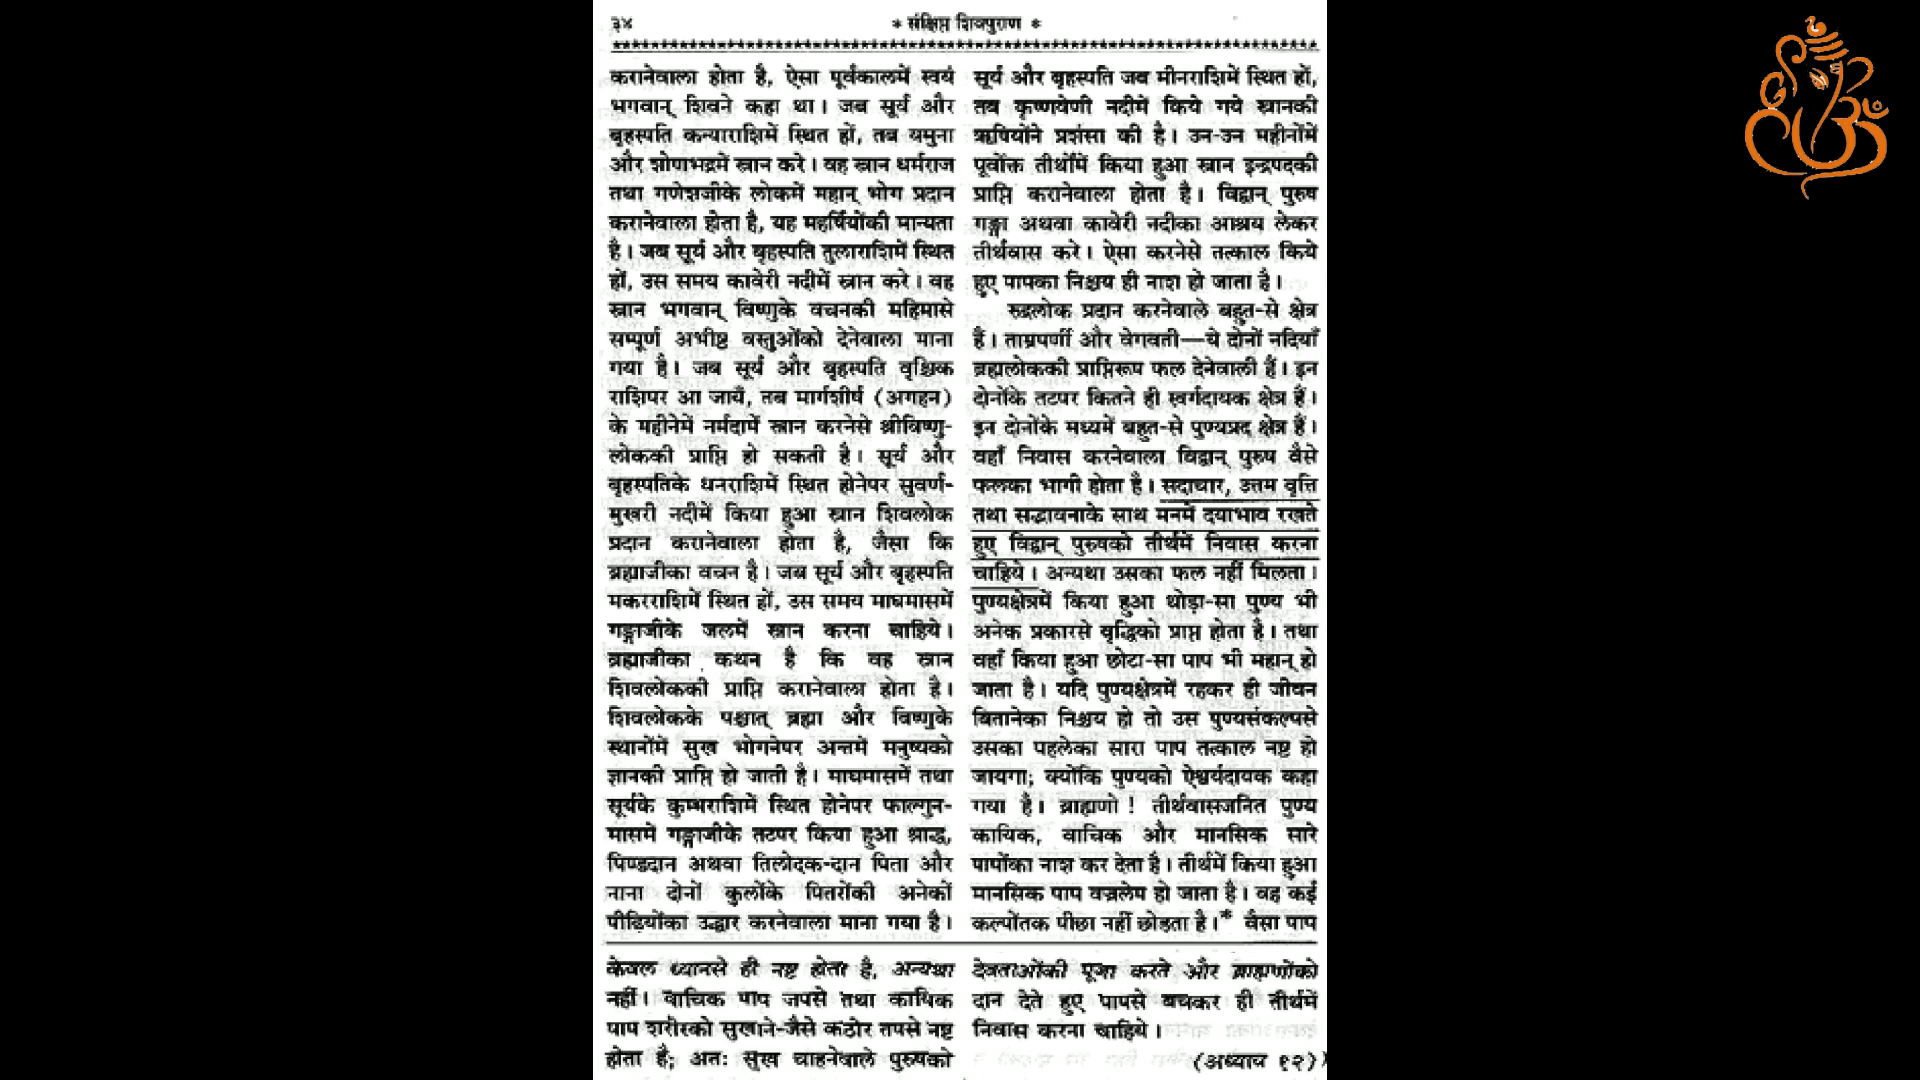 ३४
* संक्षिप्त शिवपुराण *
करानेवाला होता है, ऐसा पूर्वकालमें स्वयं
भगवान् शिवने कहा था। जब सूर्य और
बृहस्पति कन्याराशिमें स्थित हों, तब यमुना
और शोणभद्रमें स्नान करे। वह स्नान धर्मराज
तथा गणेशजीके लोकमें महान् भोग प्रदान
करानेवाला होता है, यह महर्षियोंकी मान्यता
है। जब सूर्य और बृहस्पति तुलाराशिमें स्थित
हों, उस समय कावेरी नदीमें स्नान करे। वह
स्नान भगवान् विष्णुके वचनकी महिमासे
सम्पूर्ण अभीष्ट वस्तुओंको देनेवाला माना
गया है। जब सूर्य और बृहस्पति वृश्चिक
राशिपर आ जायँ, तब मार्गशीर्ष (अगहन)
के महीनेमें नर्मदामें स्नान करनेसे श्रीविष्णु-
लोककी प्राप्ति हो सकती है। सूर्य और
बृहस्पतिके धनराशिमें स्थित होनेपर सुवर्ण-
मुखरी नदीमें किया हुआ स्नान शिवलोक
प्रदान करानेवाला होता है, जैसा कि
ब्रह्माजीका वचन है। जब सूर्य और बृहस्पति
मकरराशिमें स्थित हों, उस समय माघमासमें
गङ्गाजीके जलमें स्नान करना चाहिये।
ब्रह्माजीका कथन है कि वह स्नान
शिवलोककी प्राप्ति करानेवाला होता है।
शिवलोकके पश्चात् ब्रह्मा और विष्णुके
स्थानोंमें सुख भोगनेपर अन्तमें मनुष्यको
ज्ञानकी प्राप्ति हो जाती है। माघमासमें तथा
सूर्यके कुम्भराशिमें स्थित होनेपर फाल्गुन-
मासमें गङ्गाजीके तटपर किया हुआ श्राद्ध,
पिण्डदान अथवा तिलोदक-दान पिता और
नाना दोनों कुलोंके पितरोंकी अनेकों
पीढ़ियोंका उद्धार करनेवाला माना गया है।
सूर्य और बृहस्पति जब मीनराशिमें स्थित हों,
तब कृष्णवेणी नदीमें किये गये स्नानकी
ऋषियोंने प्रशंसा की है। उन-उन महीनोंमें
पूर्वोक्त तीर्थोंमें किया हुआ स्नान इन्द्रपदकी
प्राप्ति करानेवाला होता है। विद्वान् पुरुष
गङ्गा अथवा कावेरी नदीका आश्रय लेकर
तीर्थवास करे। ऐसा करनेसे तत्काल किये
हुए पापका निश्चय ही नाश हो जाता है।
रुद्रलोक प्रदान करनेवाले बहुत-से क्षेत्र
हैं। ताम्रपर्णी और वेगवती—ये दोनों नदियाँ
ब्रह्मलोककी प्राप्तिरूप फल देनेवाली हैं। इन
दोनोंके तटपर कितने ही स्वर्गदायक क्षेत्र हैं।
इन दोनोंके मध्यमें बहुत-से पुण्यप्रद क्षेत्र हैं।
वहाँ निवास करनेवाला विद्वान् पुरुष वैसे
फलका भागी होता है। सदाचार, उत्तम वृत्ति
तथा सद्भावनाके साथ मनमें दयाभाव रखते
हुए विद्वान् पुरुषको तीर्थमें निवास करना
चाहिये। अन्यथा उसका फल नहीं मिलता।
पुण्यक्षेत्रमें किया हुआ थोड़ा-सा पुण्य भी
अनेक प्रकारसे वृद्धिको प्राप्त होता है। तथा
वहाँ किया हुआ छोटा-सा पाप भी महान् हो
जाता है। यदि पुण्यक्षेत्रमें रहकर ही जीवन
बितानेका निश्चय हो तो उस पुण्यसंकल्पसे
उसका पहलेका सारा पाप तत्काल नष्ट हो
जायगा; क्योंकि पुण्यको ऐश्वर्यदायक कहा
गया है। ब्राह्मणो! तीर्थवासजनित पुण्य
कायिक, वाचिक और मानसिक सारे
पापोंका नाश कर देता है। तीर्थमें किया हुआ
मानसिक पाप वज्रलेप हो जाता है। वह कई
कल्पोंतक पीछा नहीं छोड़ता है।* वैसा पाप
केवल ध्यानसे ही नष्ट होता है, अन्यथा
नहीं। वाचिक पाप जपसे तथा कायिक
पाप शरीरको सुखाने-जैसे कठोर तपसे नष्ट
होता है; अतः सुख चाहनेवाले पुरुषको
देवताओंकी पूजा करते और ब्राह्मणोंको
दान देते हुए पापसे बचकर ही तीर्थमें
निवास करना चाहिये।
(अध्याय १२)